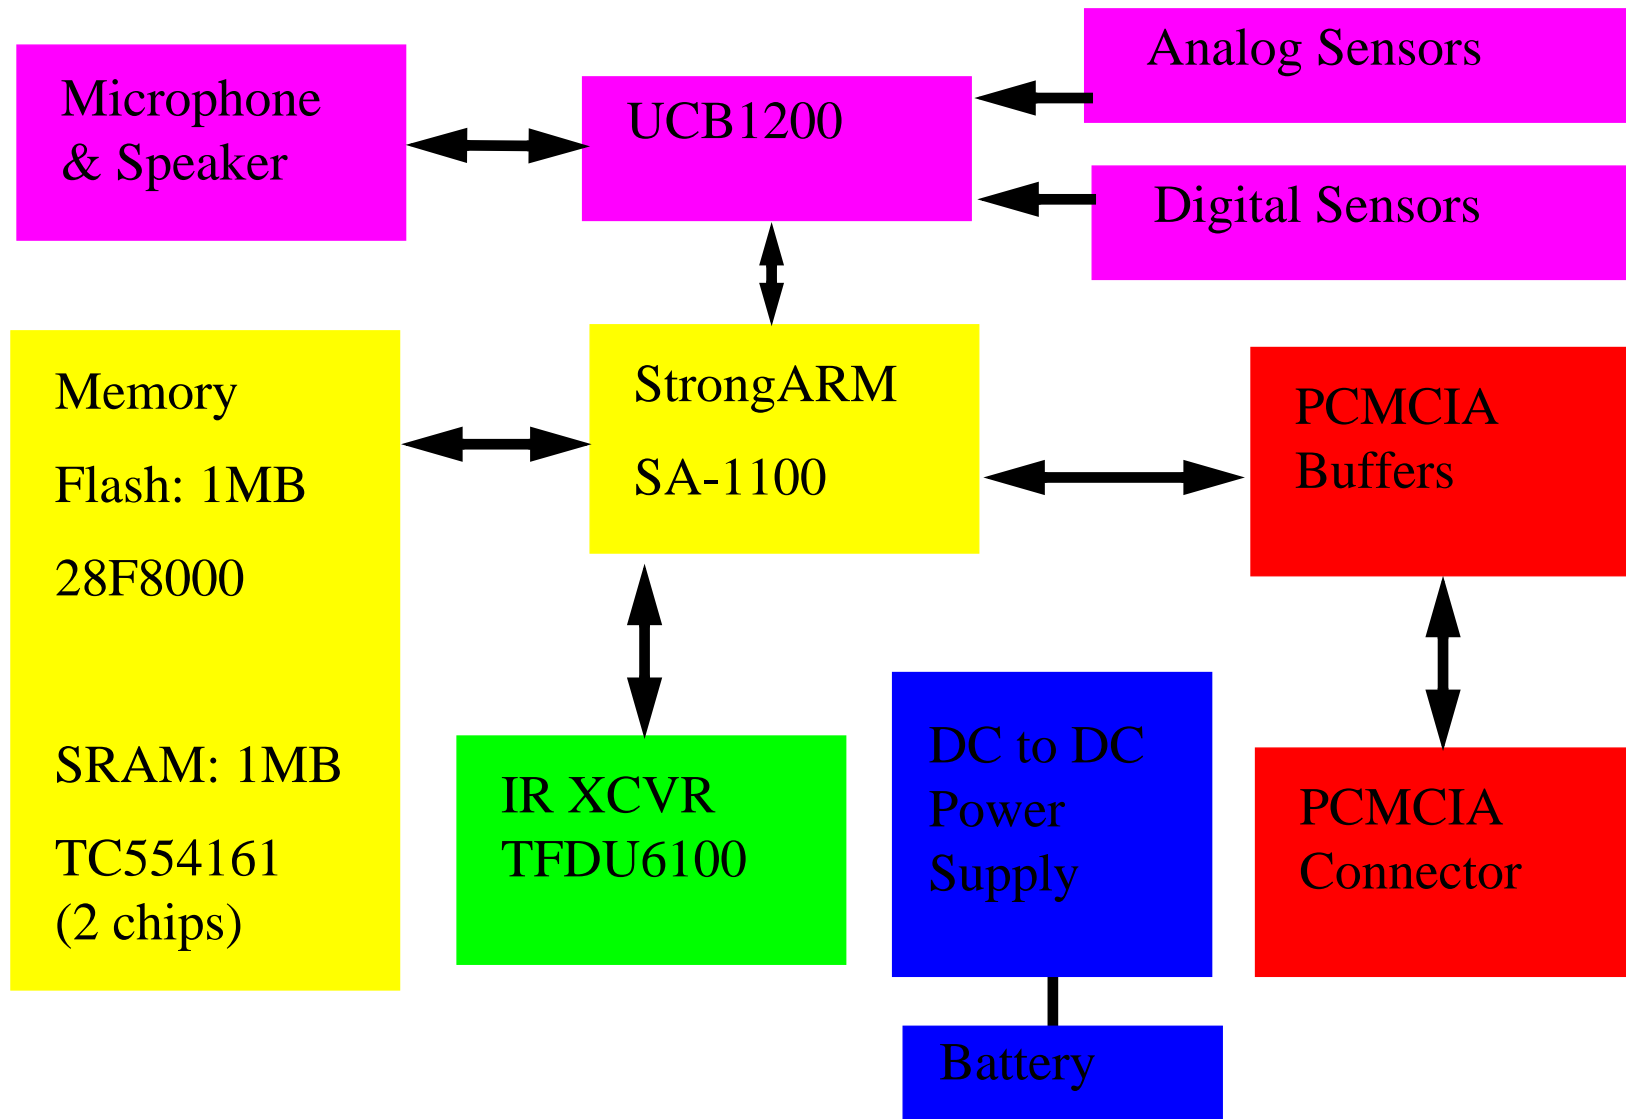 Microphone
& Speaker
UCB1200
Analog Sensors
Digital Sensors
Memory
Flash: 1MB
28F8000
SRAM: 1MB
TC554161
(2 chips)
StrongARM
SA-1100
PCMCIA
Buffers
IR XCVR
TFDU6100
DC to DC
Power
Supply
PCMCIA
Connector
Battery